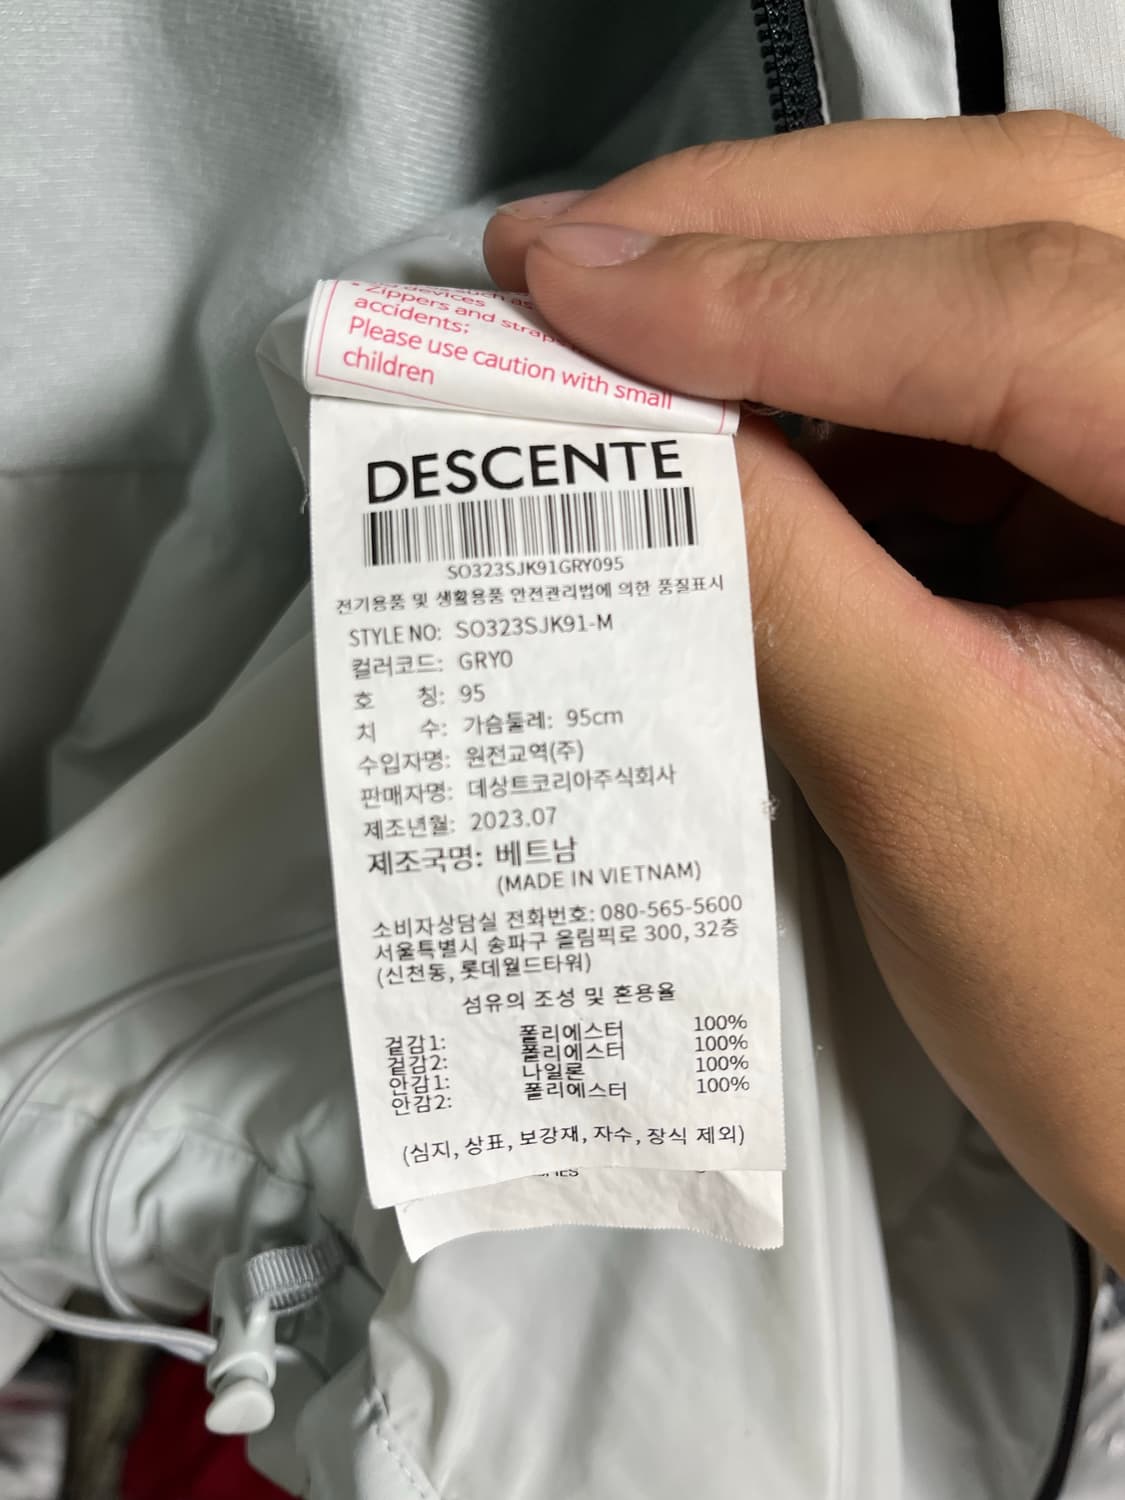 such as
devices
• Zippers and strap
accidents;
Please use caution with small
children
DESCENTE
SO323SJK91GRY095
전기용품 및 생활용품 안전관리법에 의한 품질표시
STYLE NO: SO323SJK91-M
컬러코드: GRY0
호 칭: 95
치 수: 가슴둘레: 95cm
수입자명: 원전교역(주)
판매자명: 데상트코리아주식회사
제조년월: 2023.07
제조국명: 베트남
(MADE IN VIETNAM)
소비자상담실 전화번호: 080-565-5600
서울특별시 송파구 올림픽로 300, 32층
(신천동, 롯데월드타워)
섬유의 조성 및 혼용율
겉감1: 폴리에스터 100%
겉감2: 폴리에스터 100%
안감1: 나일론 100%
안감2: 폴리에스터 100%
(심지, 상표, 보강재, 자수, 장식 제외)